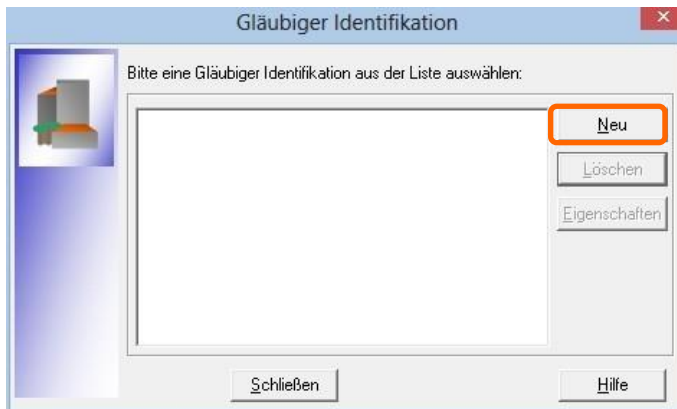 Gläubiger Identifikation
Bitte eine Gläubiger Identifikation aus der Liste auswählen:
Neu
Löschen
Eigenschaften
Schließen
Hilfe